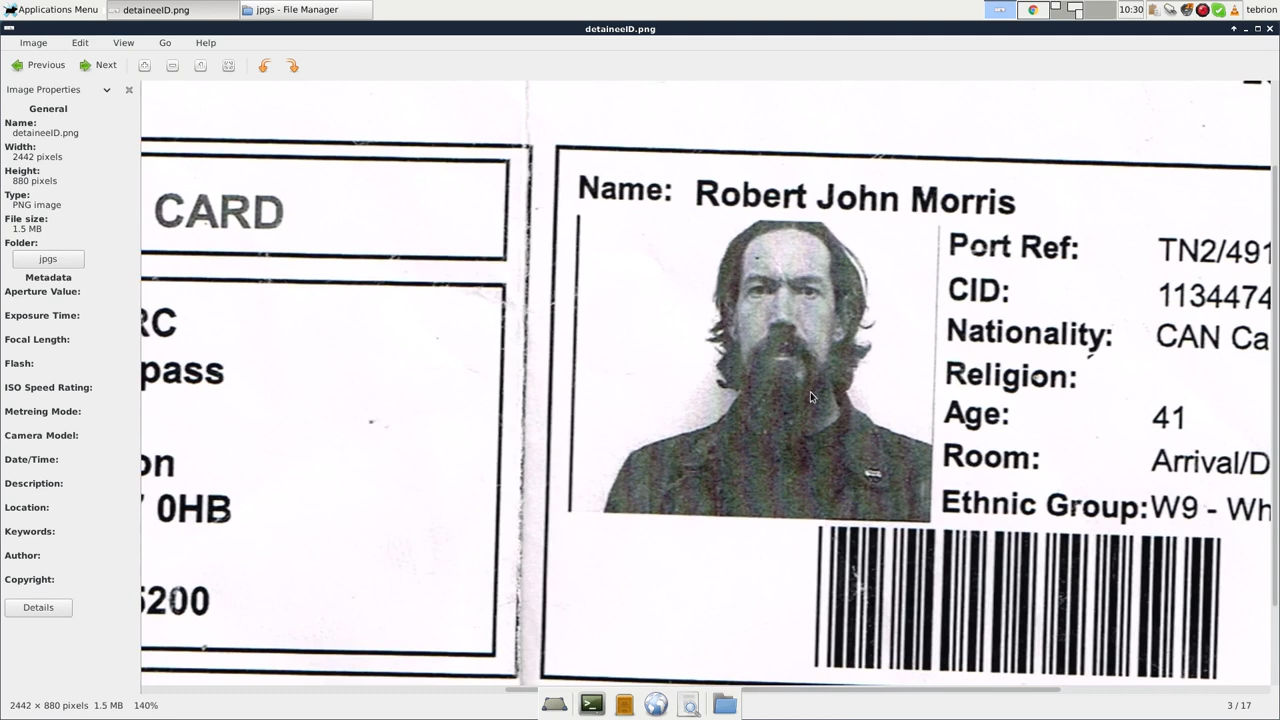 Applications Menu
detaineeID.png
jpgs - File Manager
10:30
tebrion
detaineeID.png
Image
Edit
View
Go
Help
Previous
Next
Image Properties
General
Name:
detaineeID.png
Width:
2442 pixels
Height:
880 pixels
Type:
PNG image
File size:
1.5 MB
Folder:
jpgs
Metadata
Aperture Value:
Exposure Time:
Focal Length:
Flash:
ISO Speed Rating:
Metreing Mode:
Camera Model:
Date/Time:
Description:
Location:
Keywords:
Author:
Copyright:
Details
CARD
RC
pass
on
0HB
5200
Name: Robert John Morris
Port Ref: TN2/491
CID: 1134474
Nationality: CAN Ca
Religion:
Age: 41
Room: Arrival/D
Ethnic Group: W9 - Wh
2442 × 880 pixels 1.5 MB 140%
3 / 17